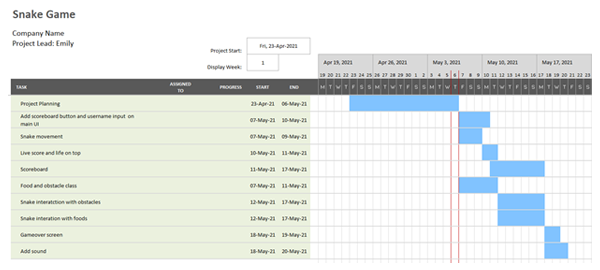 Snake Game
Company Name
Project Lead: Emily
Project Start:
Fri, 23-Apr-2021
Display Week:
1
Apr 19, 2021 Apr 26, 2021 May 3, 2021 May 10, 2021 May 17, 2021
19 20 21 22 23 24 25 26 27 28 29 30 1 2 3 4 5 6 7 8 9 10 11 12 13 14 15 16 17 18 19 20 21 22 23
TASK ASSIGNED TO PROGRESS START END M T W T F S S M T W T F S S M T W T F S S M T W T F S S M T W T F S S
Project Planning 23-Apr-21 06-May-21
Add scoreboard button and username input on
main UI 07-May-21 10-May-21
Snake movement 07-May-21 09-May-21
Live score and life on top 10-May-21 11-May-21
Scoreboard 11-May-21 17-May-21
Food and obstacle class 07-May-21 11-May-21
Snake interatstion with obstacles 12-May-21 17-May-21
Snake interation with foods 12-May-21 17-May-21
Gameover screen 18-May-21 19-May-21
Add sound 18-May-21 20-May-21